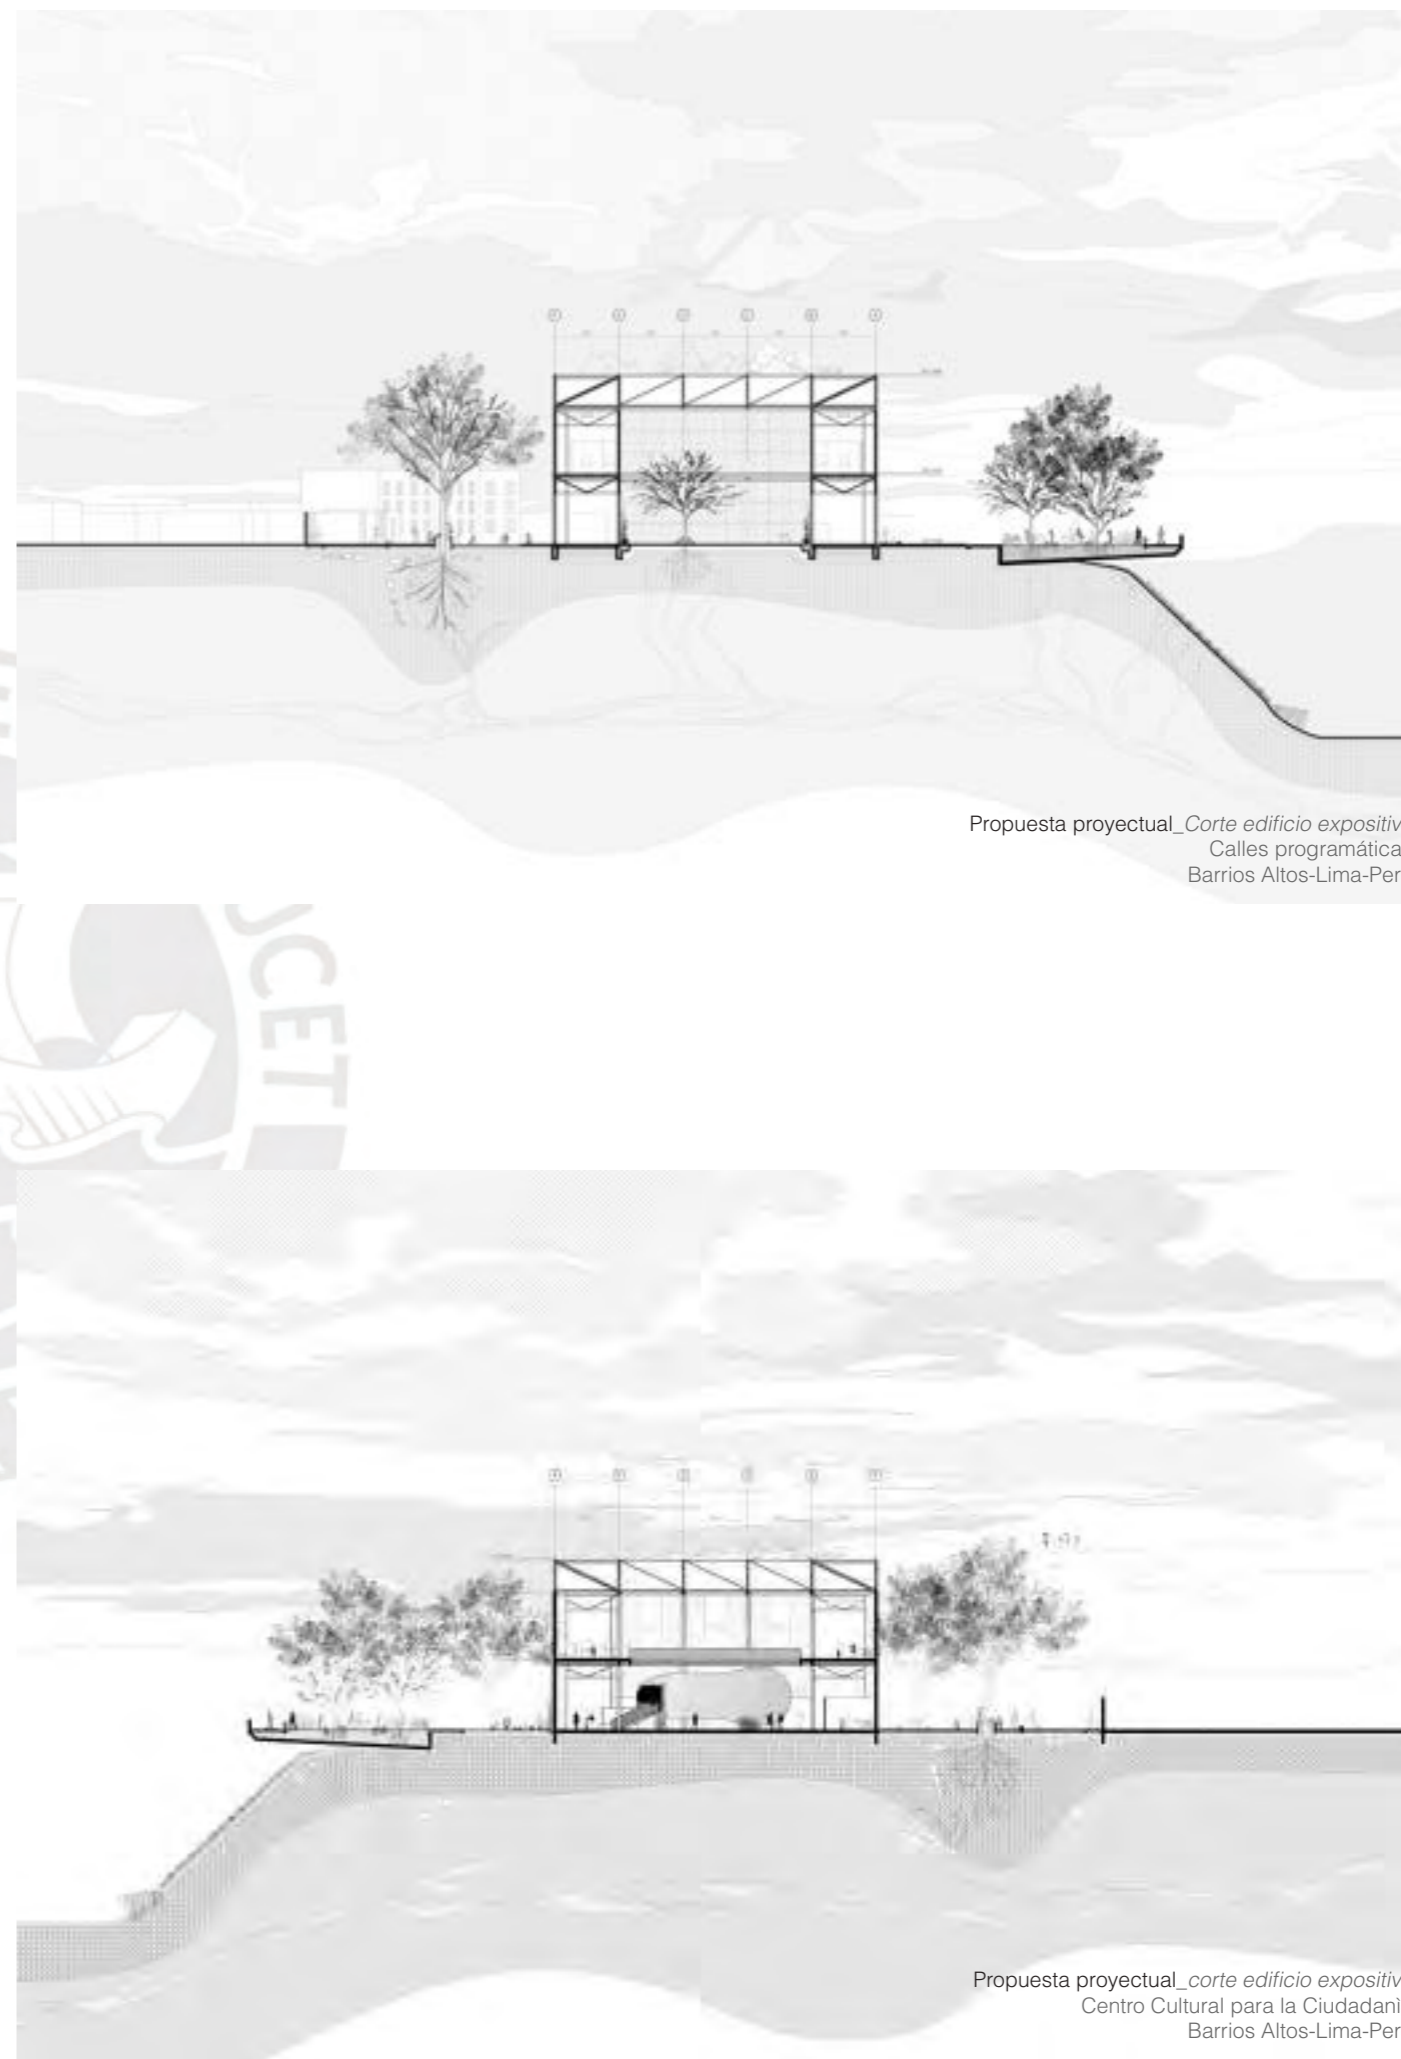 Propuesta proyectual_Corte edificio expositiv
Calles programática
Barrios Altos-Lima-Per
UCET
Propuesta proyectual_corte edificio expositiv
Centro Cultural para la Ciudadanì
Barrios Altos-Lima-Per